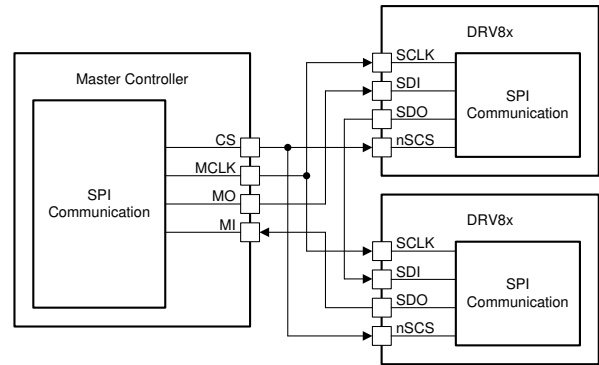 Master Controller
SPI
Communication
CS
MCLK
MO
MI
DRV8x
SCLK
SDI
SDO
nSCS
SPI
Communication
DRV8x
SCLK
SDI
SDO
nSCS
SPI
Communication